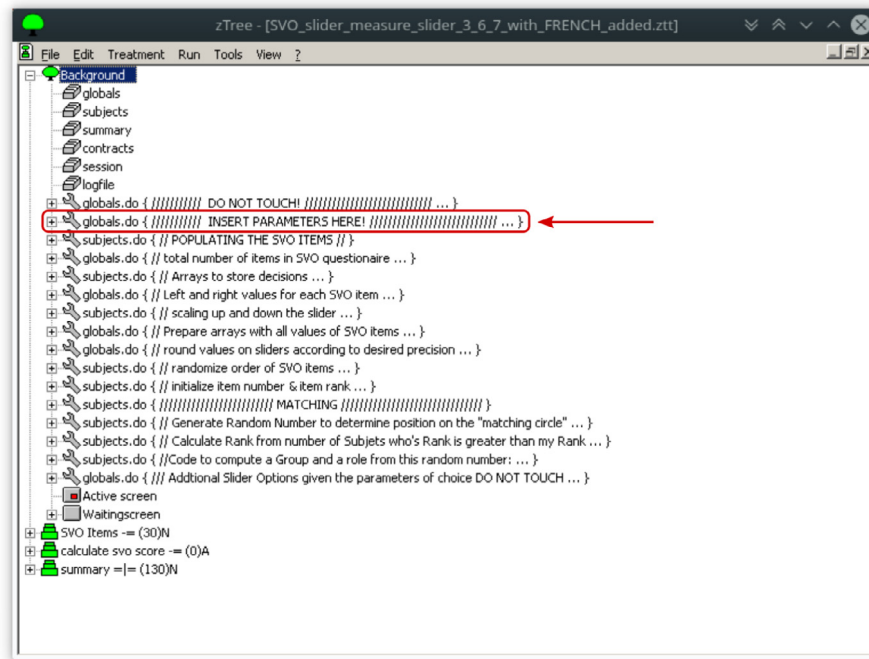 zTree - [SVO_slider_measure_slider_3_6_7_with_FRENCH_added.ztt]
File Edit Treatment Run Tools View ?
Background
globals
subjects
summary
contracts
session
logfile
globals.do { /////////// DO NOT TOUCH! //////////////////////////// ... }
globals.do { /////////// INSERT PARAMETERS HERE! //////////////////////////// ... }
subjects.do { // POPULATING THE SVO ITEMS // }
globals.do { // total number of items in SVO questionaire ... }
subjects.do { // Arrays to store decisions ... }
globals.do { // Left and right values for each SVO item ... }
subjects.do { // scaling up and down the slider ... }
globals.do { // Prepare arrays with all values of SVO items ... }
globals.do { // round values on sliders according to desired precision ... }
subjects.do { // randomize order of SVO items ... }
subjects.do { // initialize item number & item rank ... }
subjects.do { ///////////////////////// MATCHING /////////////////////////////// }
subjects.do { // Generate Random Number to determine position on the "matching circle" ... }
subjects.do { // Calculate Rank from number of Subjets who's Rank is greater than my Rank ... }
subjects.do { //Code to compute a Group and a role from this random number: ... }
globals.do { /// Addtional Slider Options given the parameters of choice DO NOT TOUCH ... }
Active screen
Waitingscreen
SVO Items -= (30)N
calculate svo score -= (0)A
summary =|= (130)N